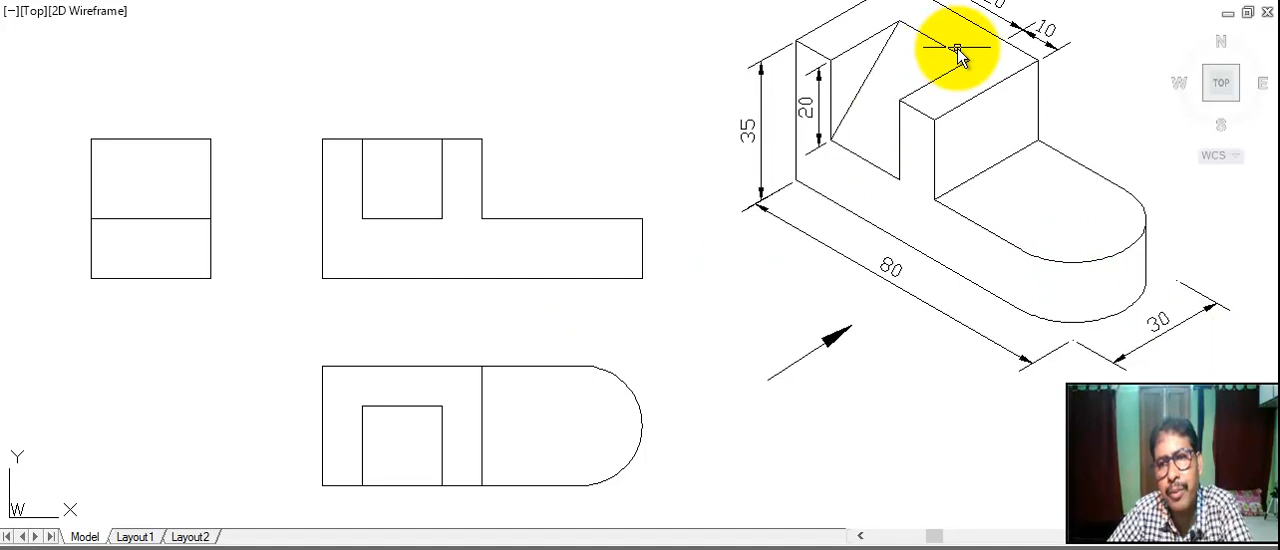 [−][Top][2D Wireframe]
10
35
20
80
30
N
W
TOP
E
S
WCS
Y
W
X
Model
Layout1
Layout2